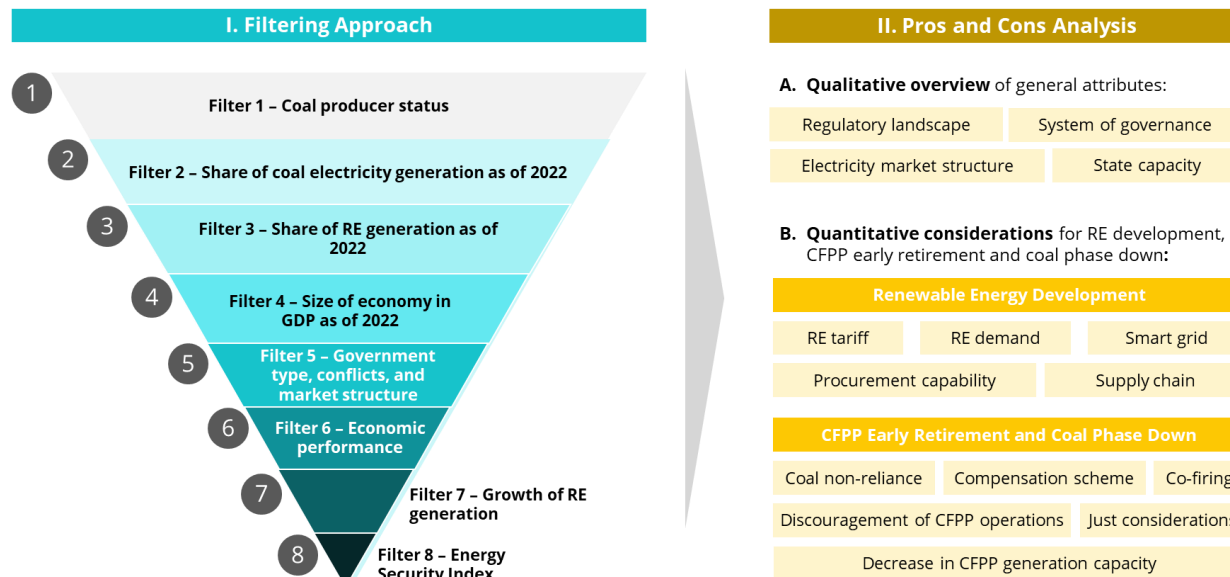 I. Filtering Approach
1
Filter 1 – Coal producer status
2
Filter 2 – Share of coal electricity generation as of 2022
3
Filter 3 – Share of RE generation as of
2022
4
Filter 4 – Size of economy in
GDP as of 2022
5
Filter 5 – Government
type, conflicts, and
market structure
6
Filter 6 – Economic
performance
7
Filter 7 – Growth of RE
generation
8
Filter 8 – Energy
Security Index
II. Pros and Cons Analysis
A. Qualitative overview of general attributes:
Regulatory landscape
System of governance
Electricity market structure
State capacity
B. Quantitative considerations for RE development,
CFPP early retirement and coal phase down:
Renewable Energy Development
RE tariff
RE demand
Smart grid
Procurement capability
Supply chain
CFPP Early Retirement and Coal Phase Down
Coal non-reliance
Compensation scheme
Co-firing
Discouragement of CFPP operations
Just considerations
Decrease in CFPP generation capacity